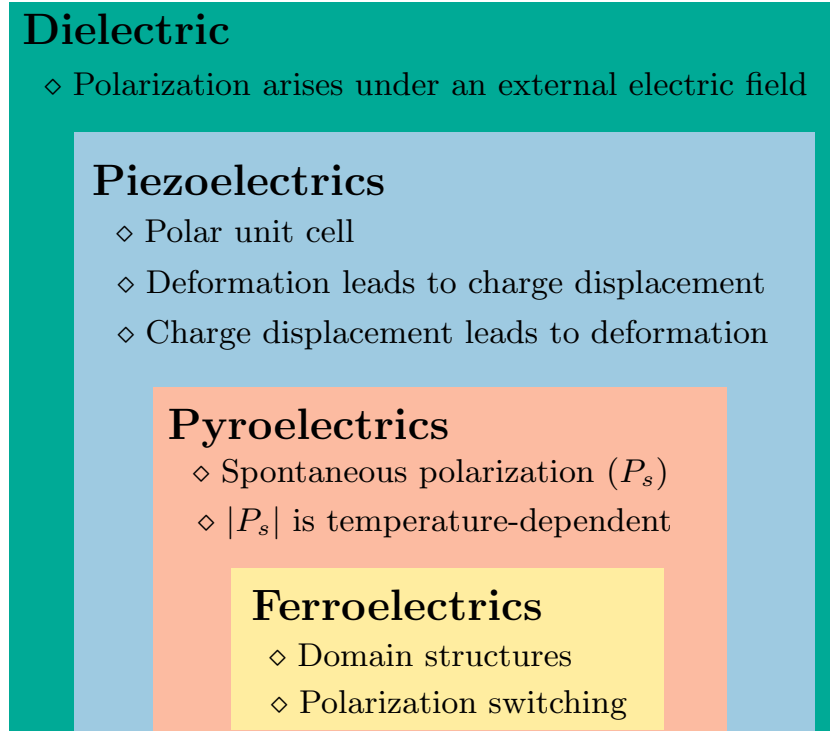 Dielectric
⋄ Polarization arises under an external electric field
Piezoelectrics
⋄ Polar unit cell
⋄ Deformation leads to charge displacement
⋄ Charge displacement leads to deformation
Pyroelectrics
⋄ Spontaneous polarization (Pₛ)
⋄ |Pₛ| is temperature-dependent
Ferroelectrics
⋄ Domain structures
⋄ Polarization switching